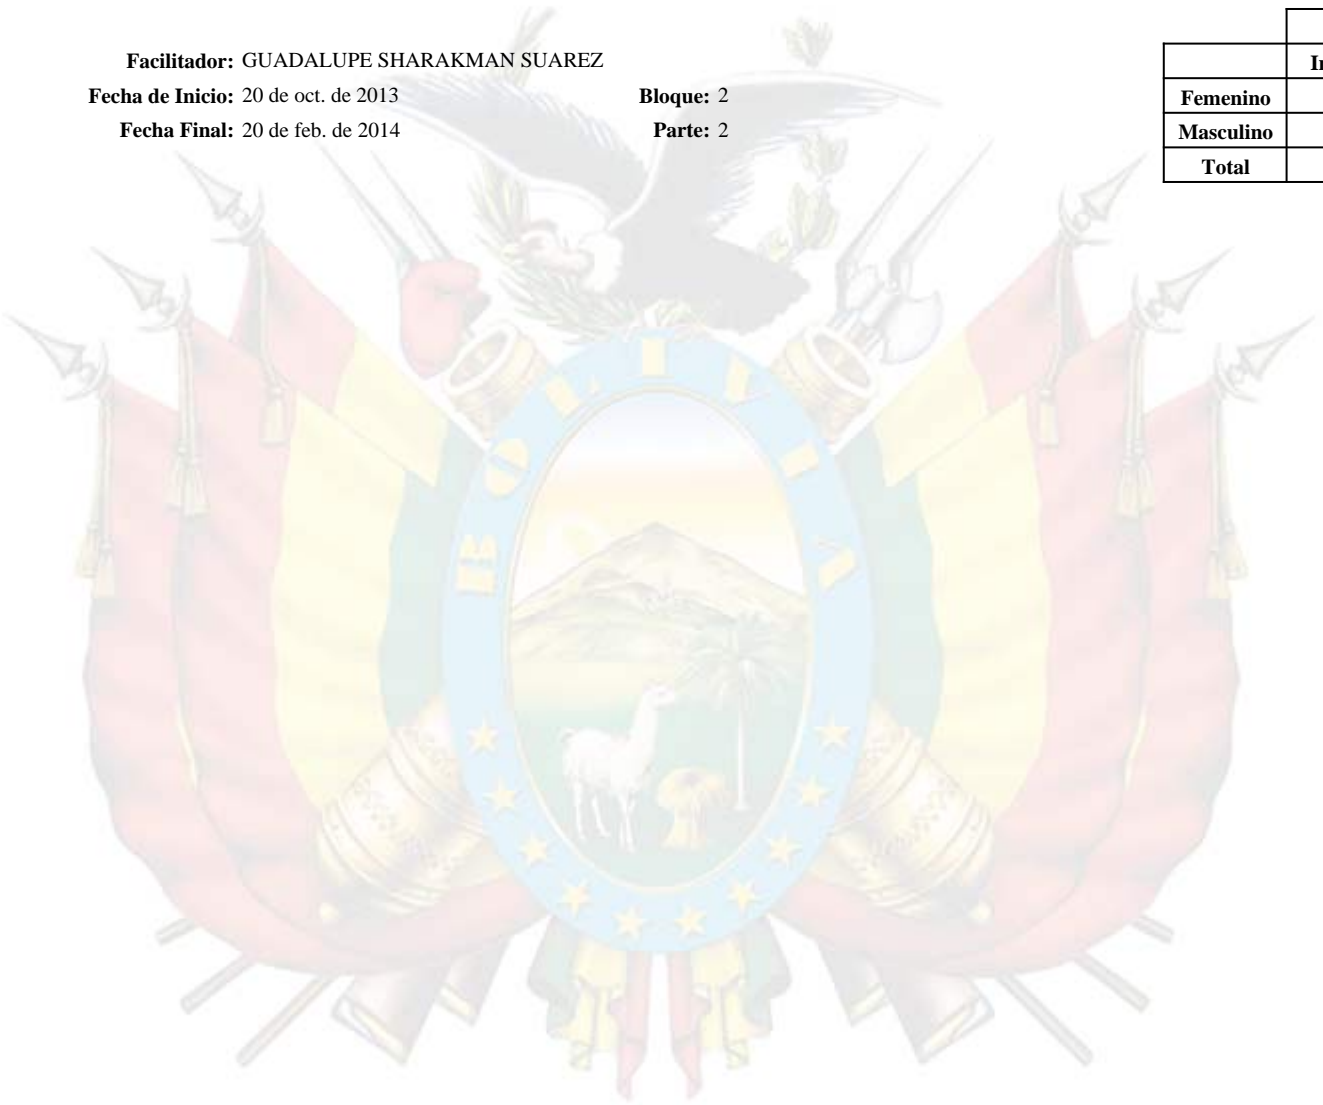 Facilitador: GUADALUPE SHARAKMAN SUAREZ
Fecha de Inicio: 20 de oct. de 2013 Bloque: 2
Fecha Final: 20 de feb. de 2014 Parte: 2
Femenino
Masculino
Total
BOLIVIA